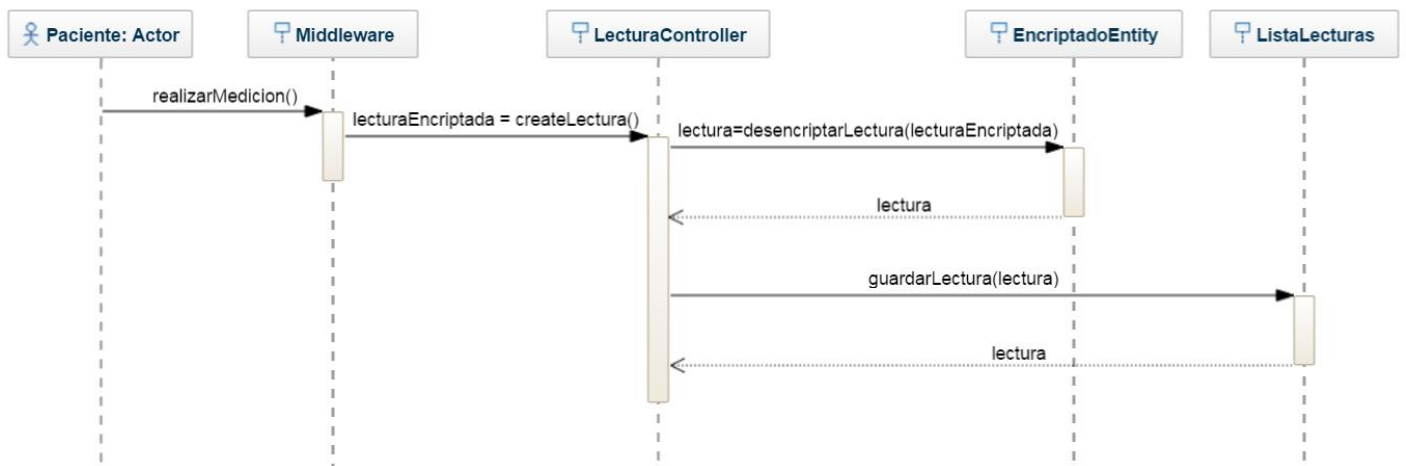 Paciente: Actor
Middleware
LecturaController
EncriptadoEntity
ListaLecturas
realizarMedicion()
lecturaEncriptada = createLectura()
lectura=desencriptarLectura(lecturaEncriptada)
lectura
guardarLectura(lectura)
lectura